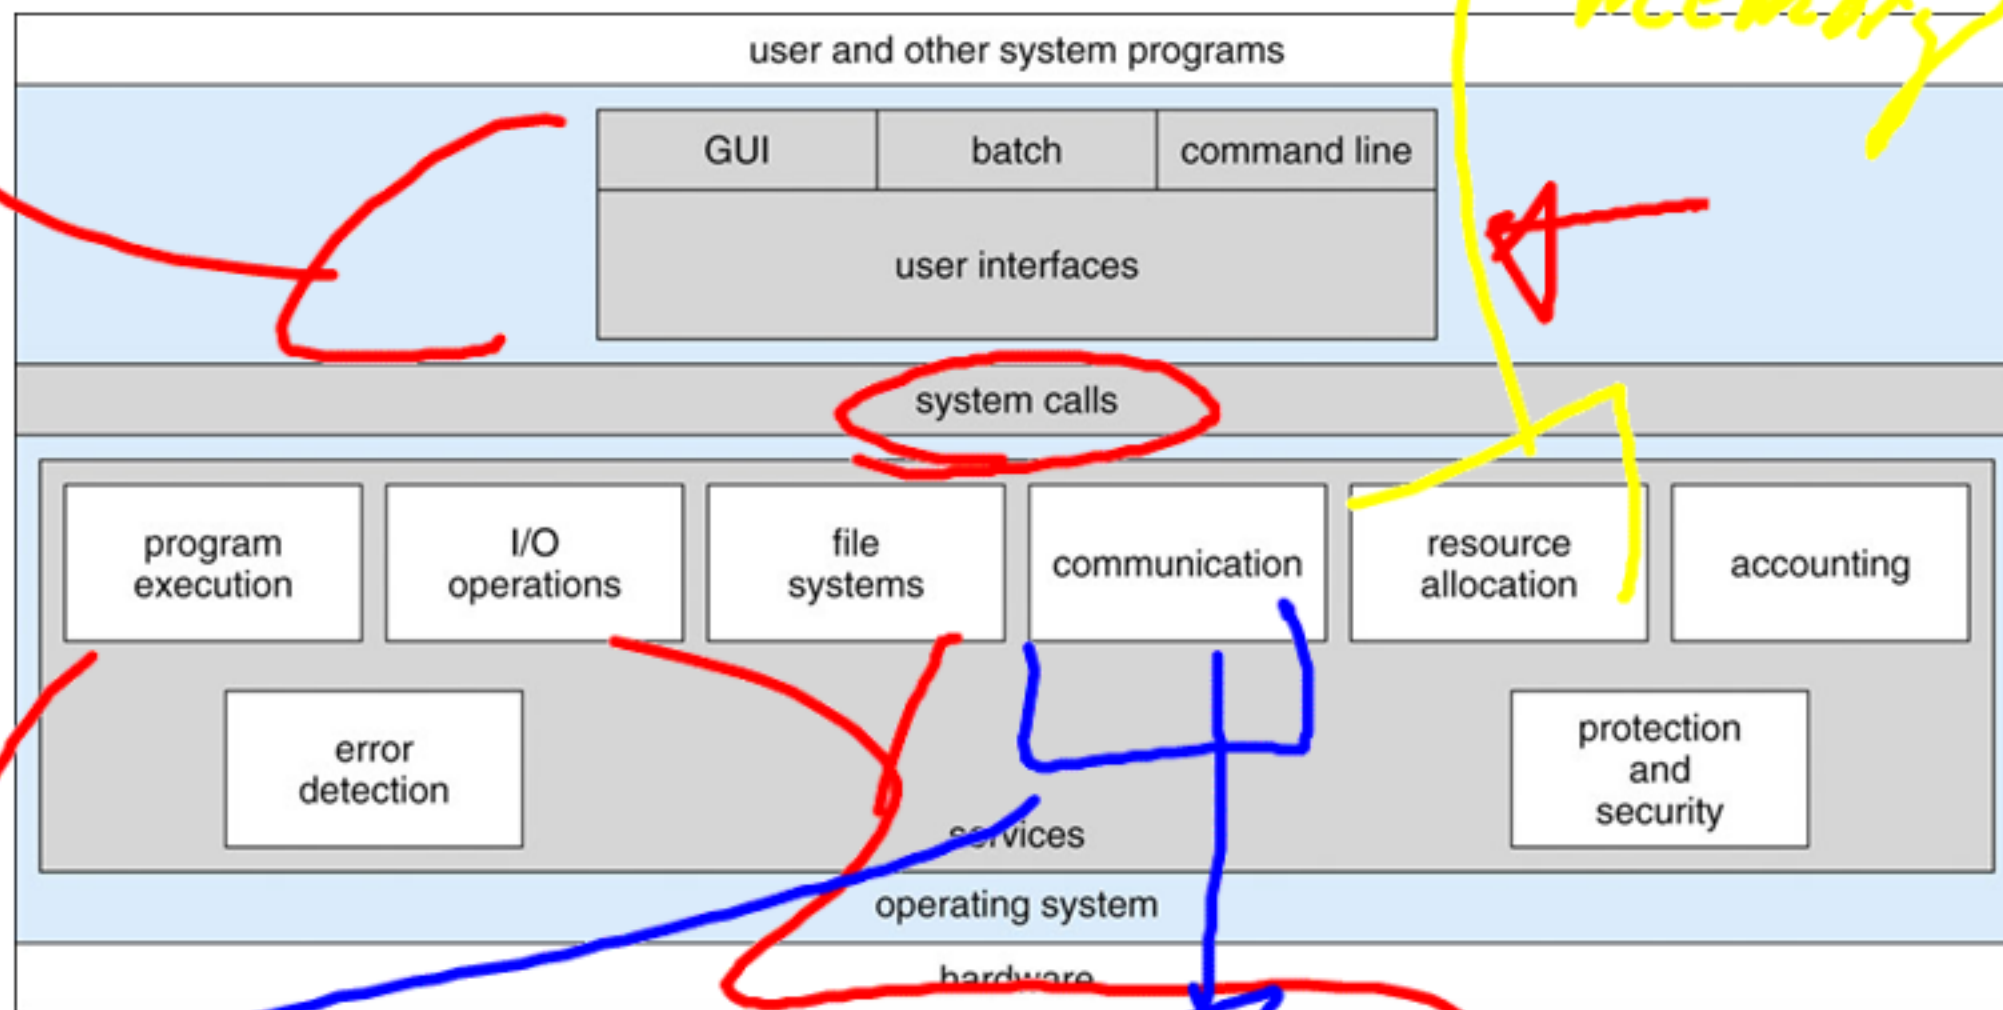 memory
user and other system programs
GUI
batch
command line
user interfaces
system calls
program
execution
I/O
operations
file
systems
communication
resource
allocation
accounting
error
detection
protection
and
security
services
operating system
hardware